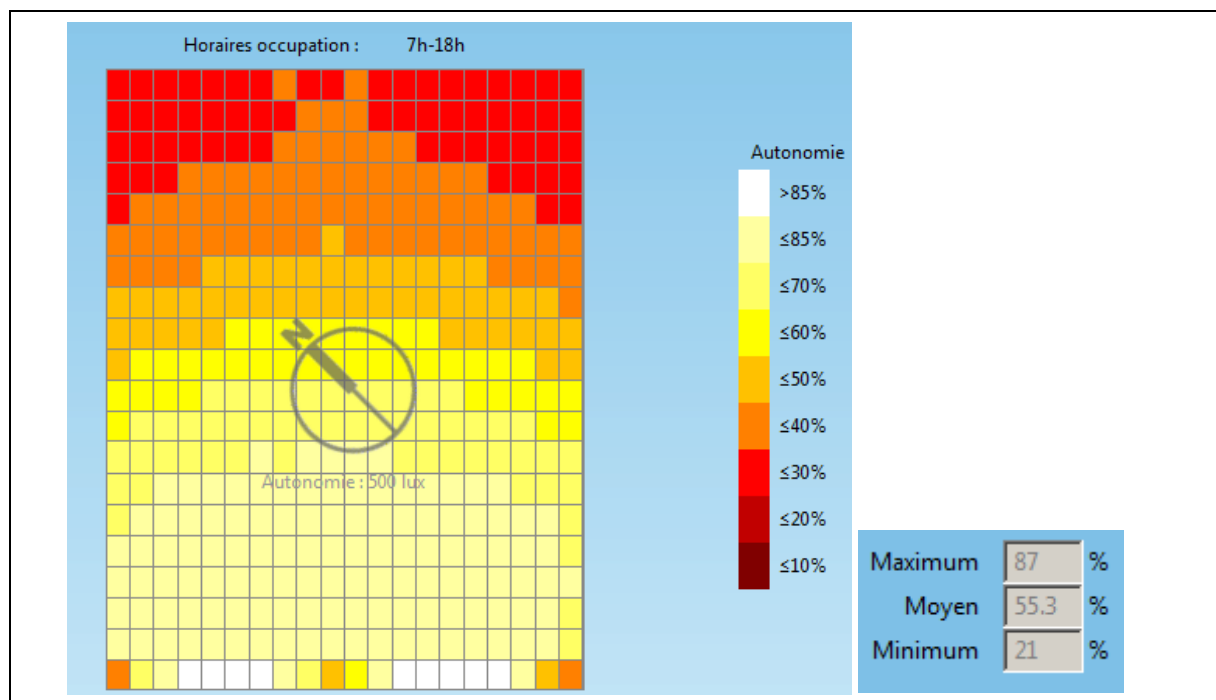 Horaires occupation : 7h-18h
Autonomie
>85%
≤85%
≤70%
≤60%
≤50%
≤40%
≤30%
≤20%
≤10%
N
Autonomie : 500 lux
Maximum 87 %
Moyen 55.3 %
Minimum 21 %